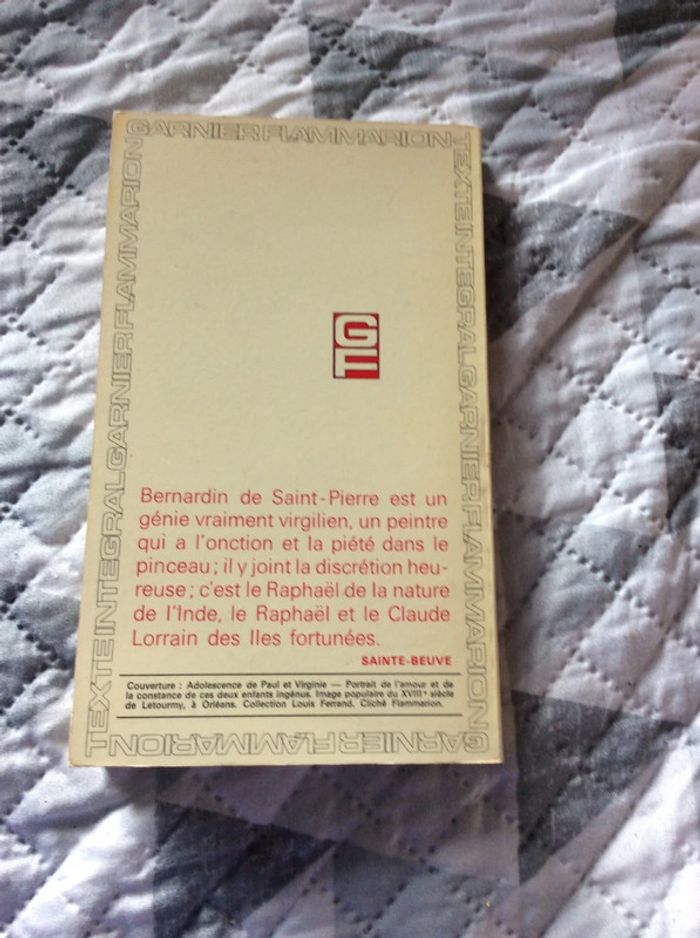 GARNIER FLAMMARION
TEXTE INTEGRAL GARNIER FLAMMARION
TEXTE INTEGRAL GARNIER FLAMMARION
GF
Bernardin de Saint-Pierre est un
génie vraiment virgilien, un peintre
qui a l'onction et la piété dans le
pinceau ; il y joint la discrétion heu-
reuse ; c'est le Raphaël de la nature
de l'Inde, le Raphaël et le Claude
Lorrain des Iles fortunées.
SAINTE-BEUVE
Couverture : Adolescence de Paul et Virginie — Portrait de l'amour et de
la constance de ces deux enfants ingénus. Image populaire du XVIIIe siècle
de Letourmy, à Orléans. Collection Louis Ferrand. Cliché Flammarion.
GARNIER FLAMMARION